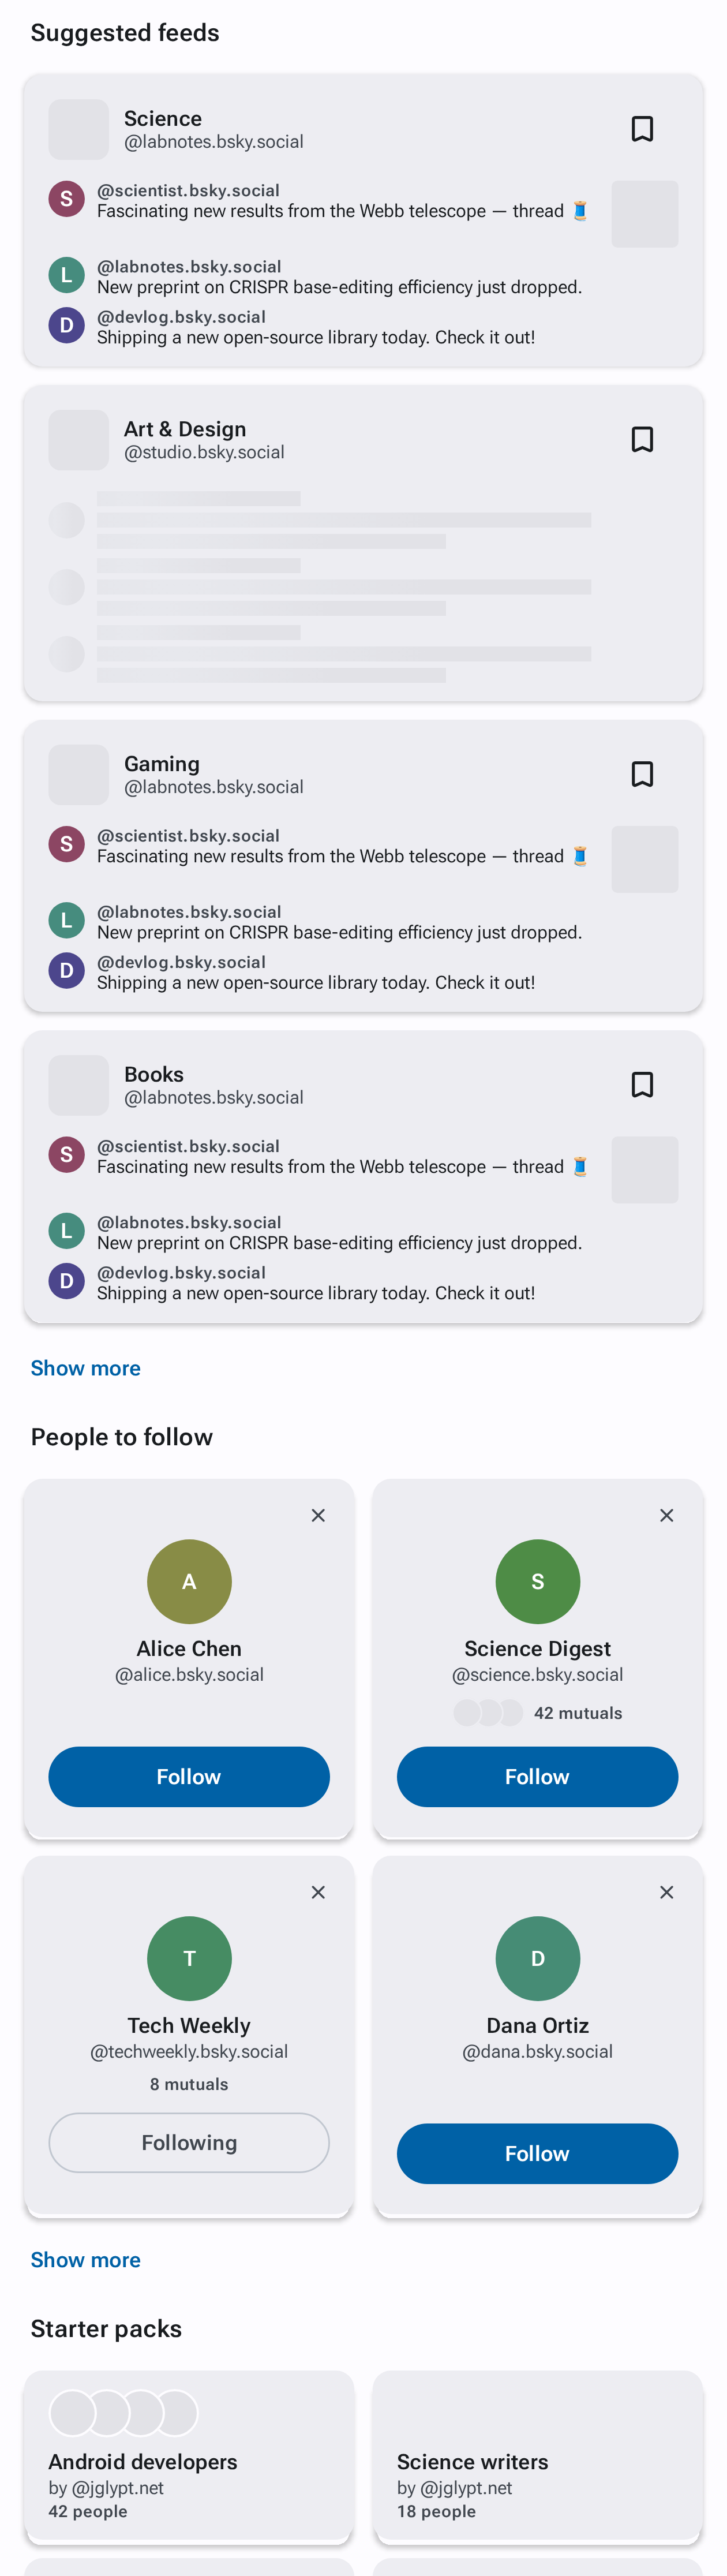 Suggested feeds
Science
@labnotes.bsky.social
S
@scientist.bsky.social
Fascinating new results from the Webb telescope — thread 🧵
L
@labnotes.bsky.social
New preprint on CRISPR base-editing efficiency just dropped.
D
@devlog.bsky.social
Shipping a new open-source library today. Check it out!
Art & Design
@studio.bsky.social
Gaming
@labnotes.bsky.social
S
@scientist.bsky.social
Fascinating new results from the Webb telescope — thread 🧵
L
@labnotes.bsky.social
New preprint on CRISPR base-editing efficiency just dropped.
D
@devlog.bsky.social
Shipping a new open-source library today. Check it out!
Books
@labnotes.bsky.social
S
@scientist.bsky.social
Fascinating new results from the Webb telescope — thread 🧵
L
@labnotes.bsky.social
New preprint on CRISPR base-editing efficiency just dropped.
D
@devlog.bsky.social
Shipping a new open-source library today. Check it out!
Show more
People to follow
A
Alice Chen
@alice.bsky.social
Follow
S
Science Digest
@science.bsky.social
42 mutuals
Follow
T
Tech Weekly
@techweekly.bsky.social
8 mutuals
Following
D
Dana Ortiz
@dana.bsky.social
Follow
Show more
Starter packs
Android developers
by @jglypt.net
42 people
Science writers
by @jglypt.net
18 people